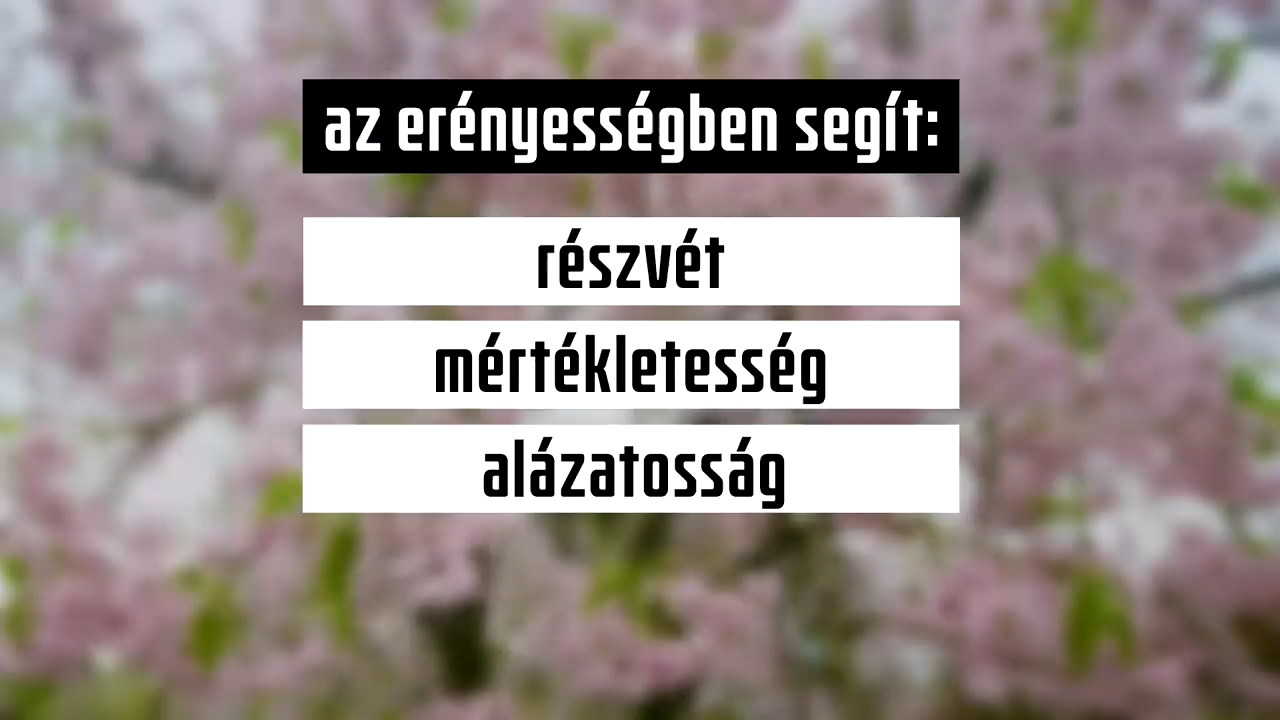 az erényességben segít:
részvét
mértékletesség
alázatosság